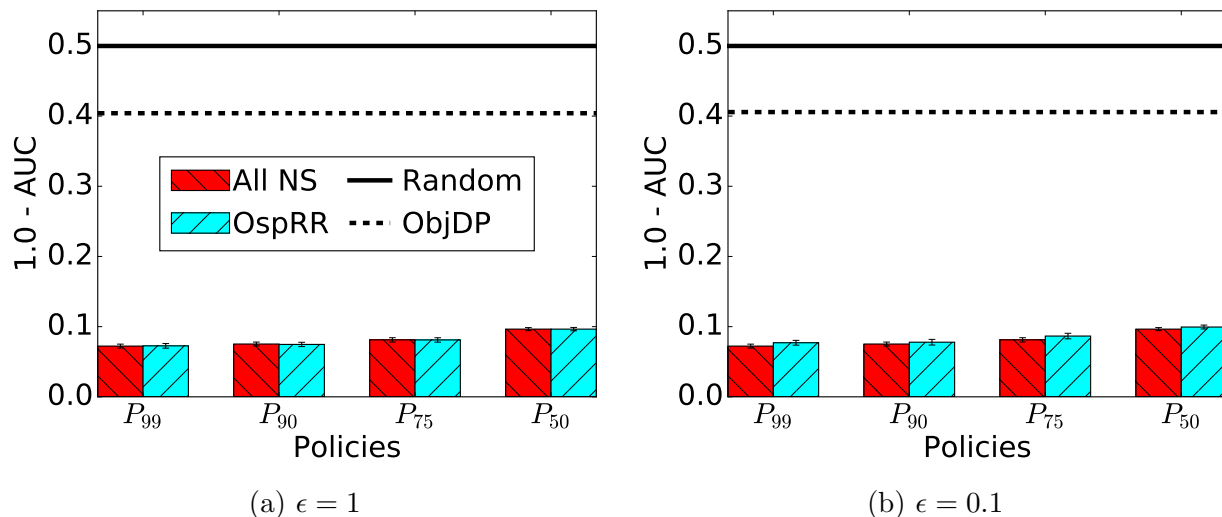 0.5
0.4
0.3
0.2
0.1
0.0
1.0 - AUC
All NS
Random
OspRR
ObjDP
P99 P90 P75 P50
Policies
(a) ϵ = 1
0.5
0.4
0.3
0.2
0.1
0.0
1.0 - AUC
P99 P90 P75 P50
Policies
(b) ϵ = 0.1